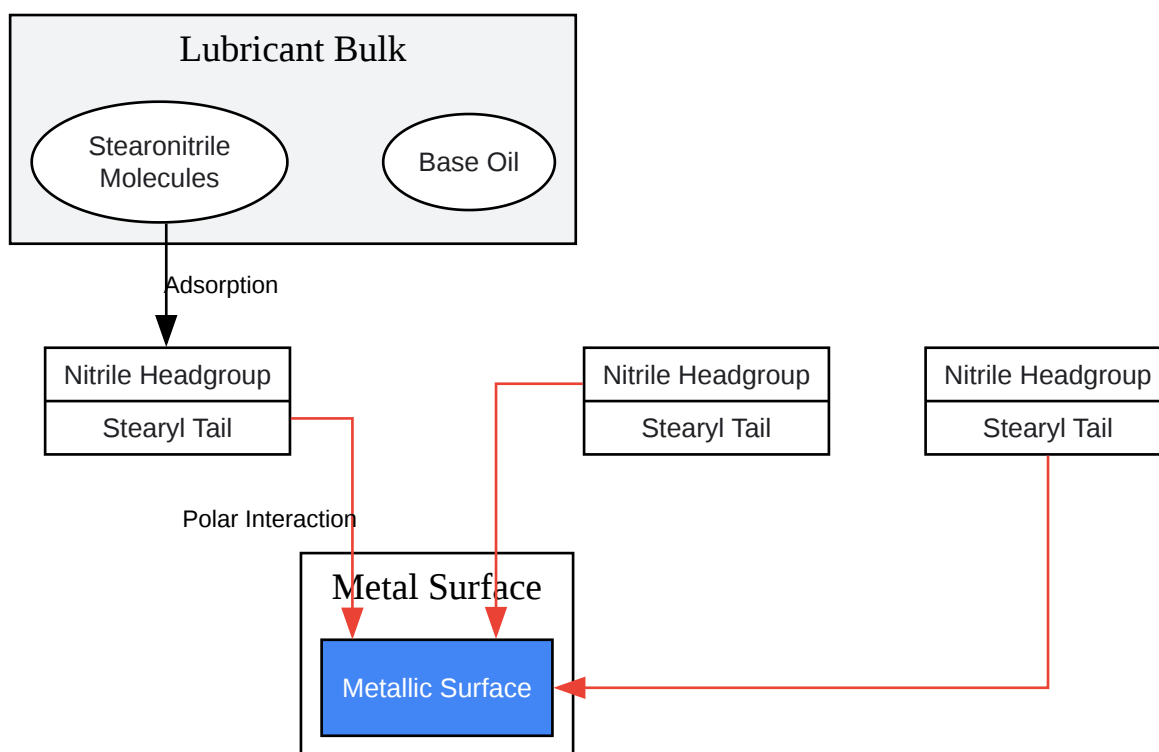 Lubricant Bulk
Stearonitrile
Molecules
Base Oil
Adsorption
Nitrile Headgroup
Stearyl Tail
Nitrile Headgroup
Stearyl Tail
Nitrile Headgroup
Stearyl Tail
Polar Interaction
Metal Surface
Metallic Surface